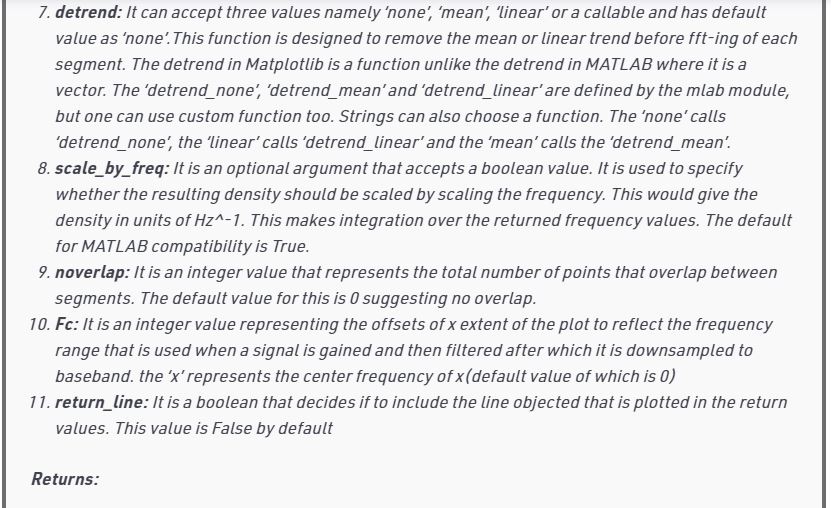 7. detrend: It can accept three values namely ‘none’, ‘mean’, ‘linear’ or a callable and has default
value as ‘none’.This function is designed to remove the mean or linear trend before fft-ing of each
segment. The detrend in Matplotlib is a function unlike the detrend in MATLAB where it is a
vector. The ‘detrend_none’, ‘detrend_mean’ and ‘detrend_linear’ are defined by the mlab module,
but one can use custom function too. Strings can also choose a function. The ‘none’ calls
‘detrend_none’, the ‘linear’ calls ‘detrend_linear’ and the ‘mean’ calls the ‘detrend_mean’.
8. scale_by_freq: It is an optional argument that accepts a boolean value. It is used to specify
whether the resulting density should be scaled by scaling the frequency. This would give the
density in units of Hz^-1. This makes integration over the returned frequency values. The default
for MATLAB compatibility is True.
9. noverlap: It is an integer value that represents the total number of points that overlap between
segments. The default value for this is 0 suggesting no overlap.
10. Fc: It is an integer value representing the offsets of x extent of the plot to reflect the frequency
range that is used when a signal is gained and then filtered after which it is downsampled to
baseband. the ‘x’ represents the center frequency of x(default value of which is 0)
11. return_line: It is a boolean that decides if to include the line objected that is plotted in the return
values. This value is False by default
Returns: